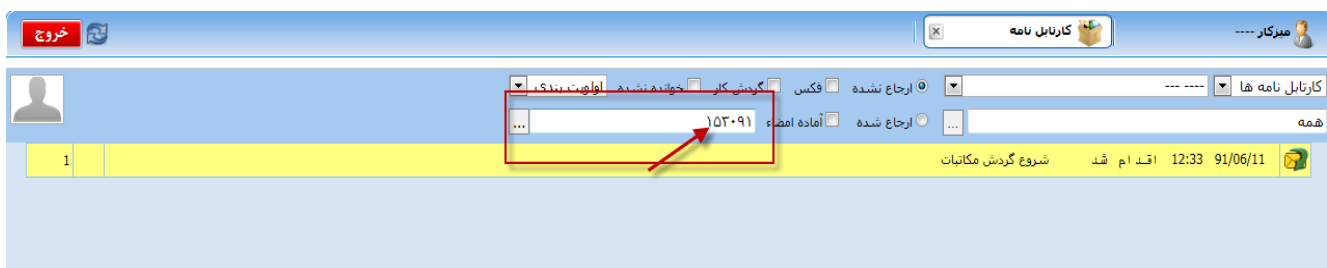 میزکار ---- کارتابل نامه خروج
کارتابل نامه ها ---- --- ارجاع نشده فکس گردش کار خوانده نشده اولویت بندی
همه ... ارجاع شده آماده امضاء ۱۵۳۰۹۱ ...
91/06/11 12:33 اقدام شد شروع گردش مکاتبات 1